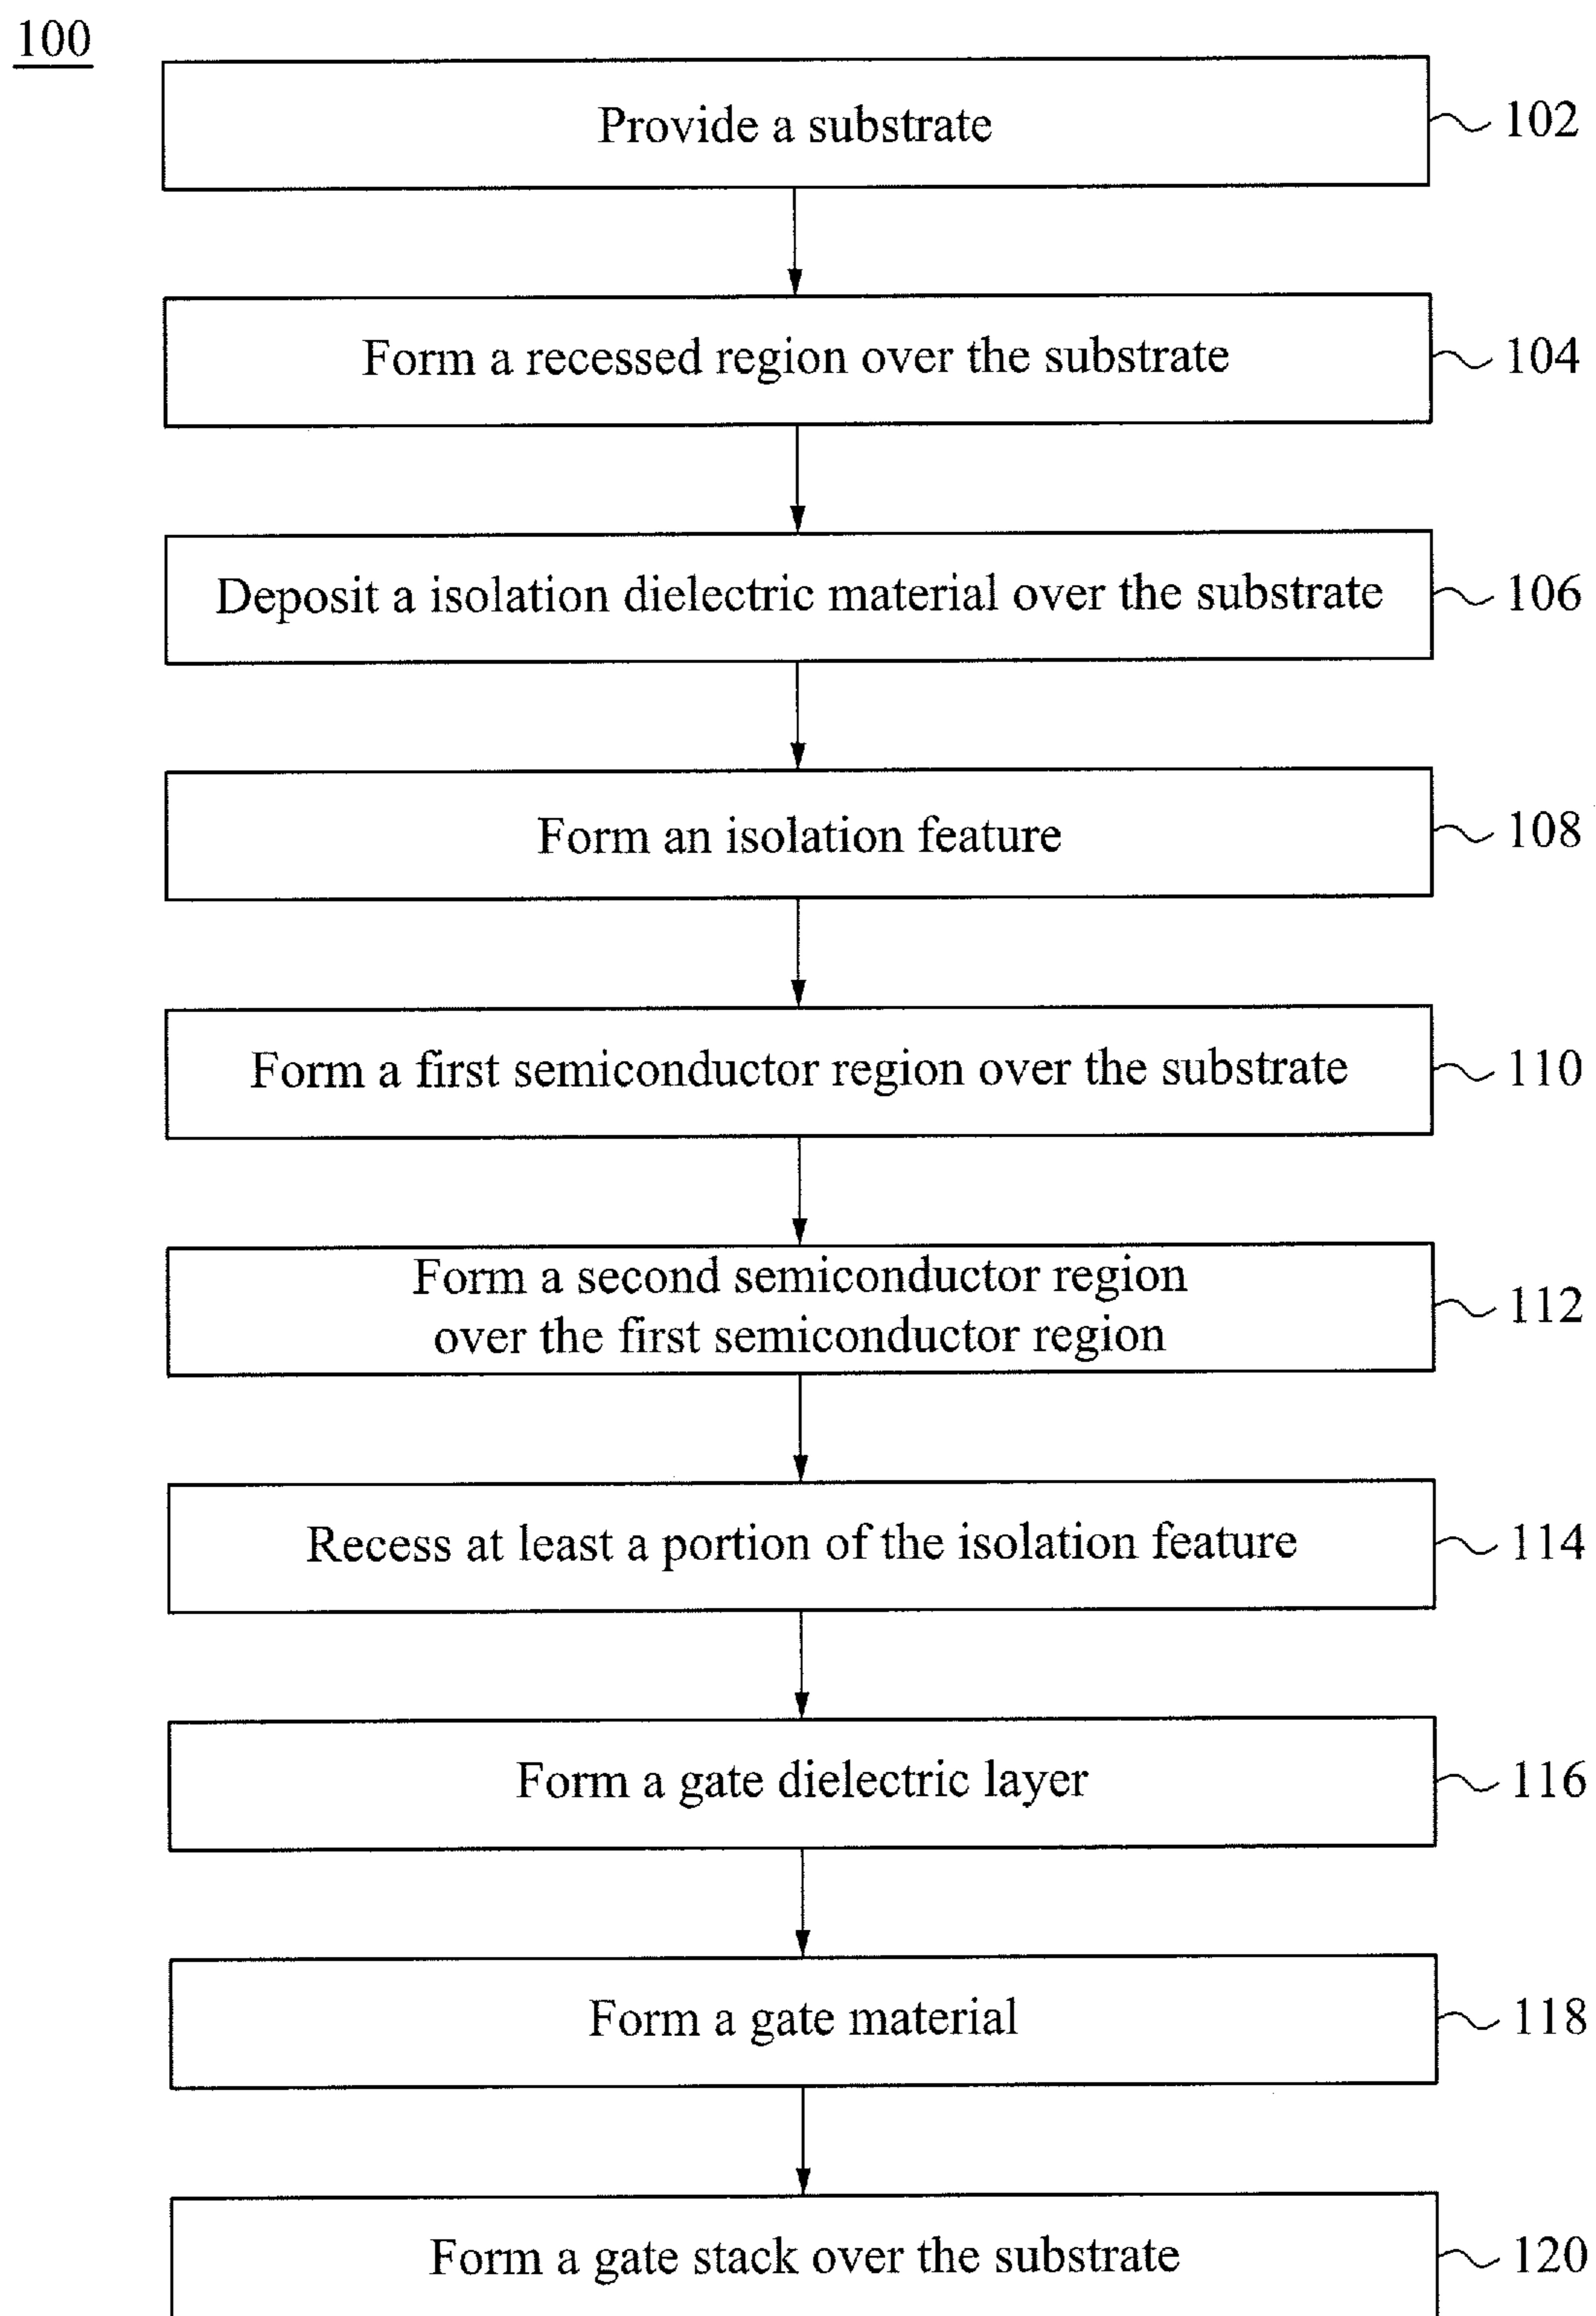 100
Provide a substrate 102
Form a recessed region over the substrate 104
Deposit a isolation dielectric material over the substrate 106
Form an isolation feature 108
Form a first semiconductor region over the substrate 110
Form a second semiconductor region
over the first semiconductor region 112
Recess at least a portion of the isolation feature 114
Form a gate dielectric layer 116
Form a gate material 118
Form a gate stack over the substrate 120